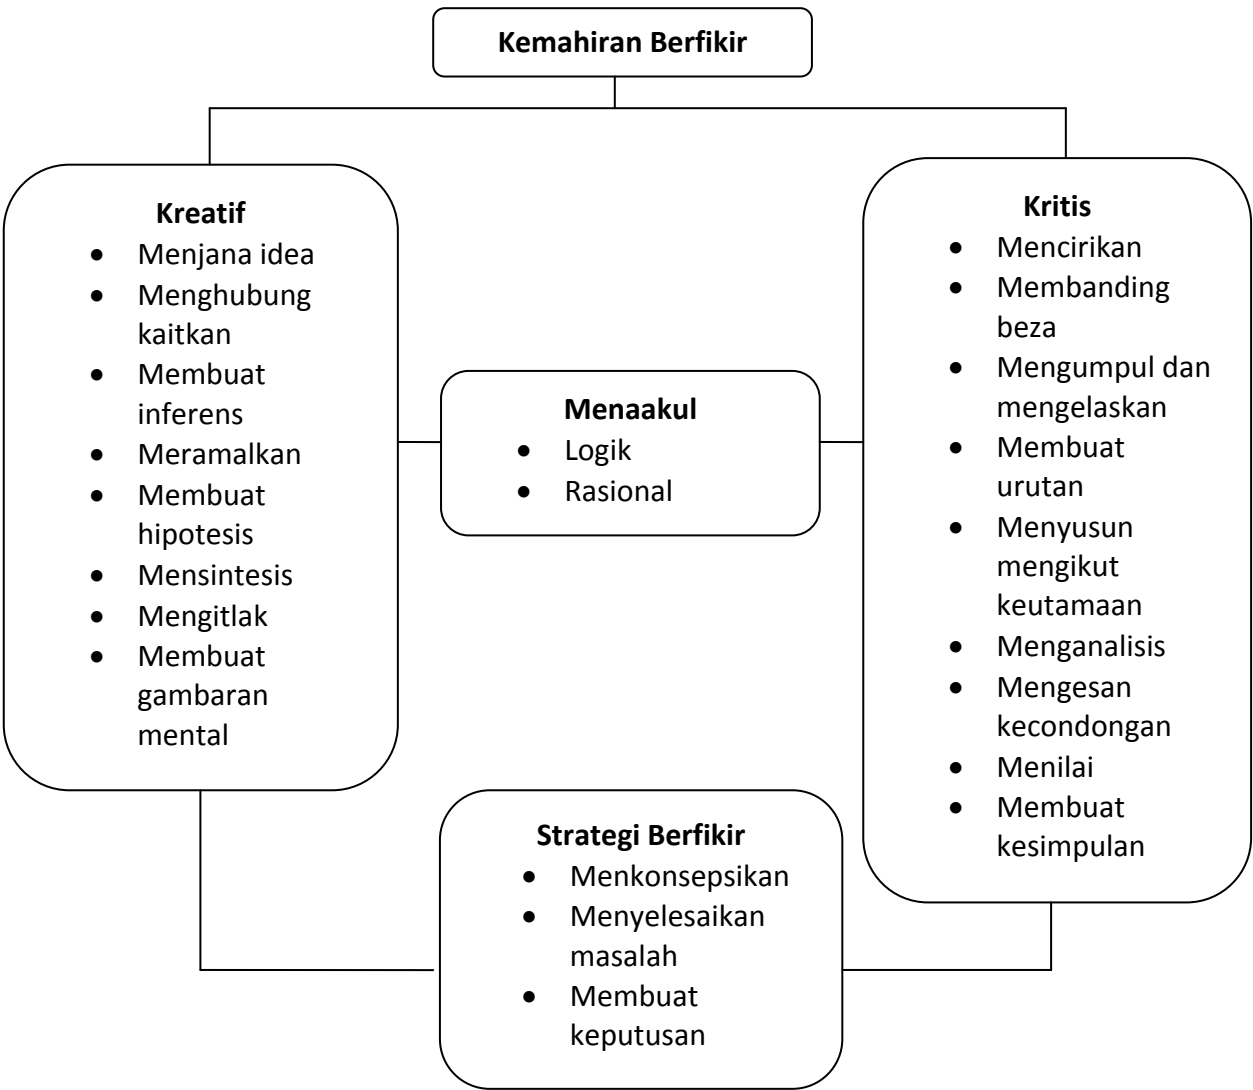 Kemahiran Berfikir
Kreatif
• Menjana idea
• Menghubung
kaitkan
• Membuat
inferens
• Meramalkan
• Membuat
hipotesis
• Mensintesis
• Mengitlak
• Membuat
gambaran
mental
Menaakul
• Logik
• Rasional
Kritis
• Mencirikan
• Membanding
beza
• Mengumpul dan
mengelaskan
• Membuat
urutan
• Menyusun
mengikut
keutamaan
• Menganalisis
• Mengesan
kecondongan
• Menilai
• Membuat
kesimpulan
Strategi Berfikir
• Menkonsepsikan
• Menyelesaikan
masalah
• Membuat
keputusan